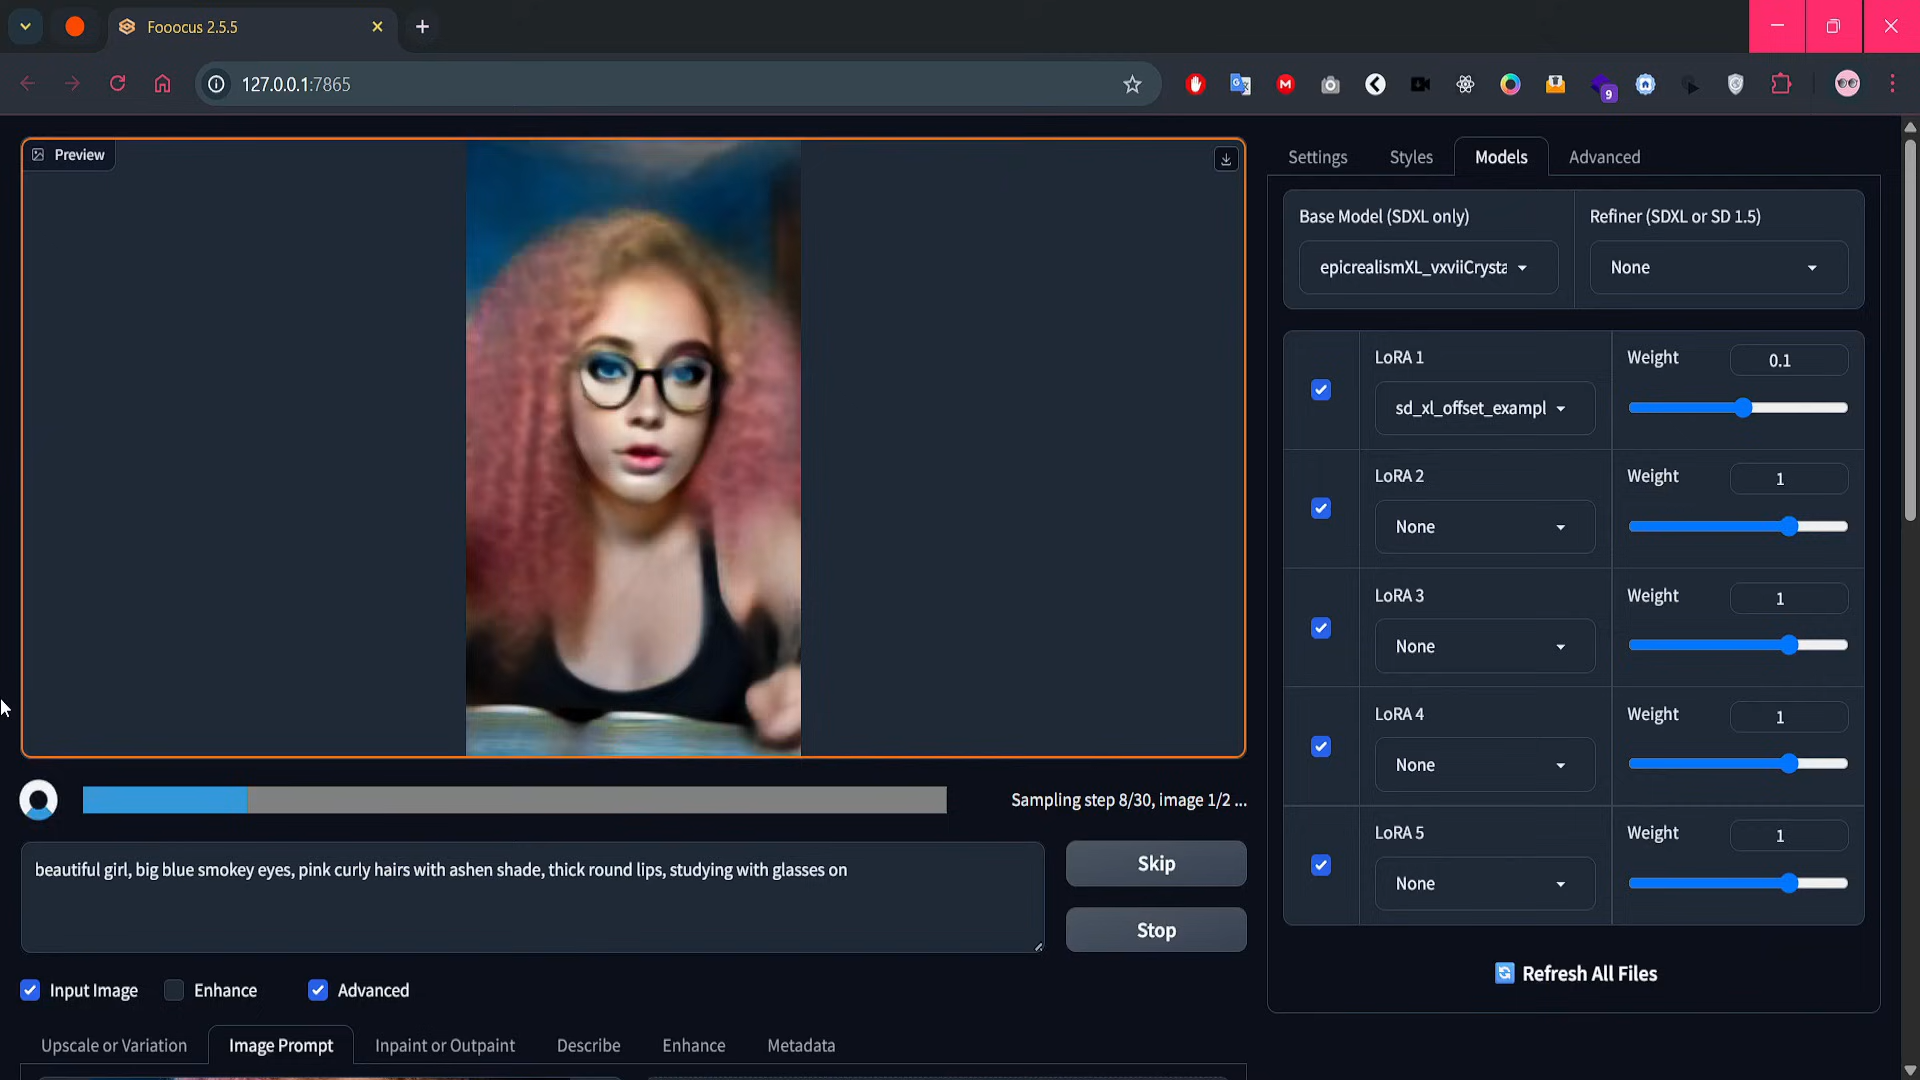 Fooocus 2.5.5
127.0.0.1:7865
9
Preview
Settings
Styles
Models
Advanced
Base Model (SDXL only)
Refiner (SDXL or SD 1.5)
epicrealismXL_vxviiCrysta
None
LoRA 1
Weight
0.1
sd_xl_offset_exampl
LoRA 2
Weight
1
None
LoRA 3
Weight
1
None
LoRA 4
Weight
1
None
LoRA 5
Weight
1
None
Refresh All Files
Sampling step 8/30, image 1/2 ...
beautiful girl, big blue smokey eyes, pink curly hairs with ashen shade, thick round lips, studying with glasses on
Skip
Stop
Input Image
Enhance
Advanced
Upscale or Variation
Image Prompt
Inpaint or Outpaint
Describe
Enhance
Metadata